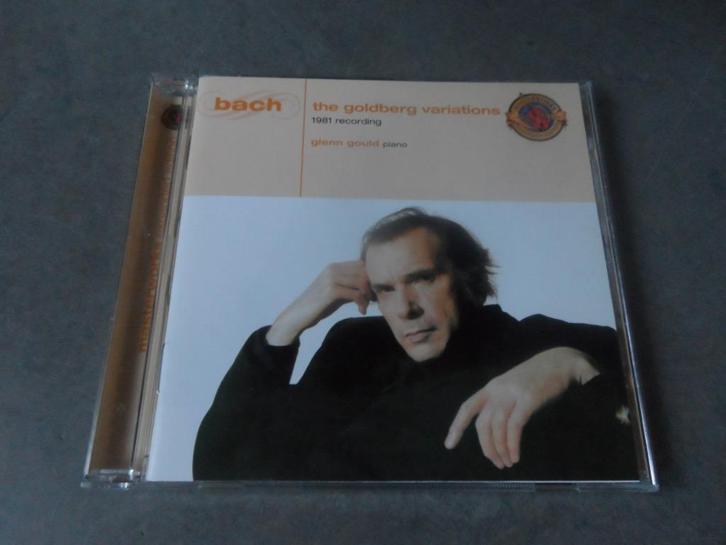 bach
the goldberg variations
1981 recording
glenn gould piano